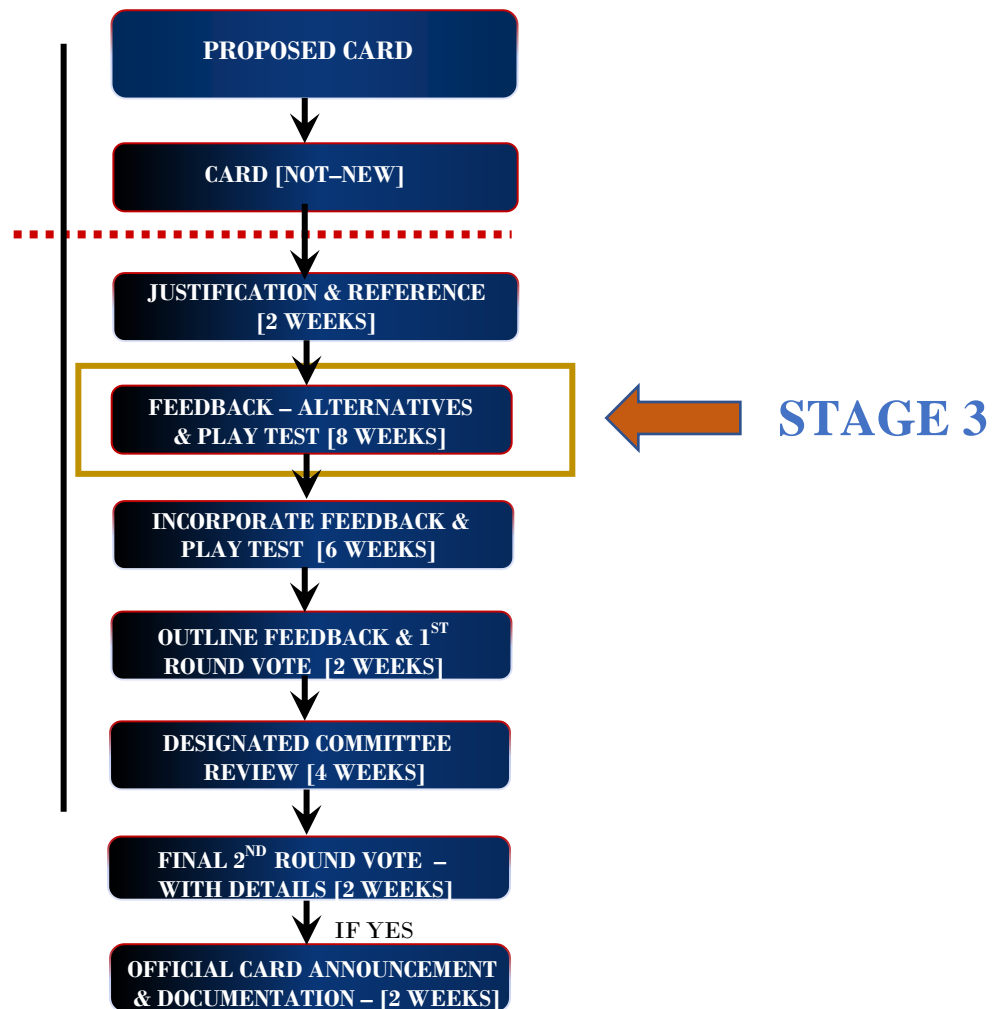 PROPOSED CARD
CARD [NOT–NEW]
JUSTIFICATION & REFERENCE
[2 WEEKS]
FEEDBACK – ALTERNATIVES
& PLAY TEST [8 WEEKS]
STAGE 3
INCORPORATE FEEDBACK &
PLAY TEST [6 WEEKS]
OUTLINE FEEDBACK & 1ST
ROUND VOTE [2 WEEKS]
DESIGNATED COMMITTEE
REVIEW [4 WEEKS]
FINAL 2ND ROUND VOTE –
WITH DETAILS [2 WEEKS]
IF YES
OFFICIAL CARD ANNOUNCEMENT
& DOCUMENTATION – [2 WEEKS]